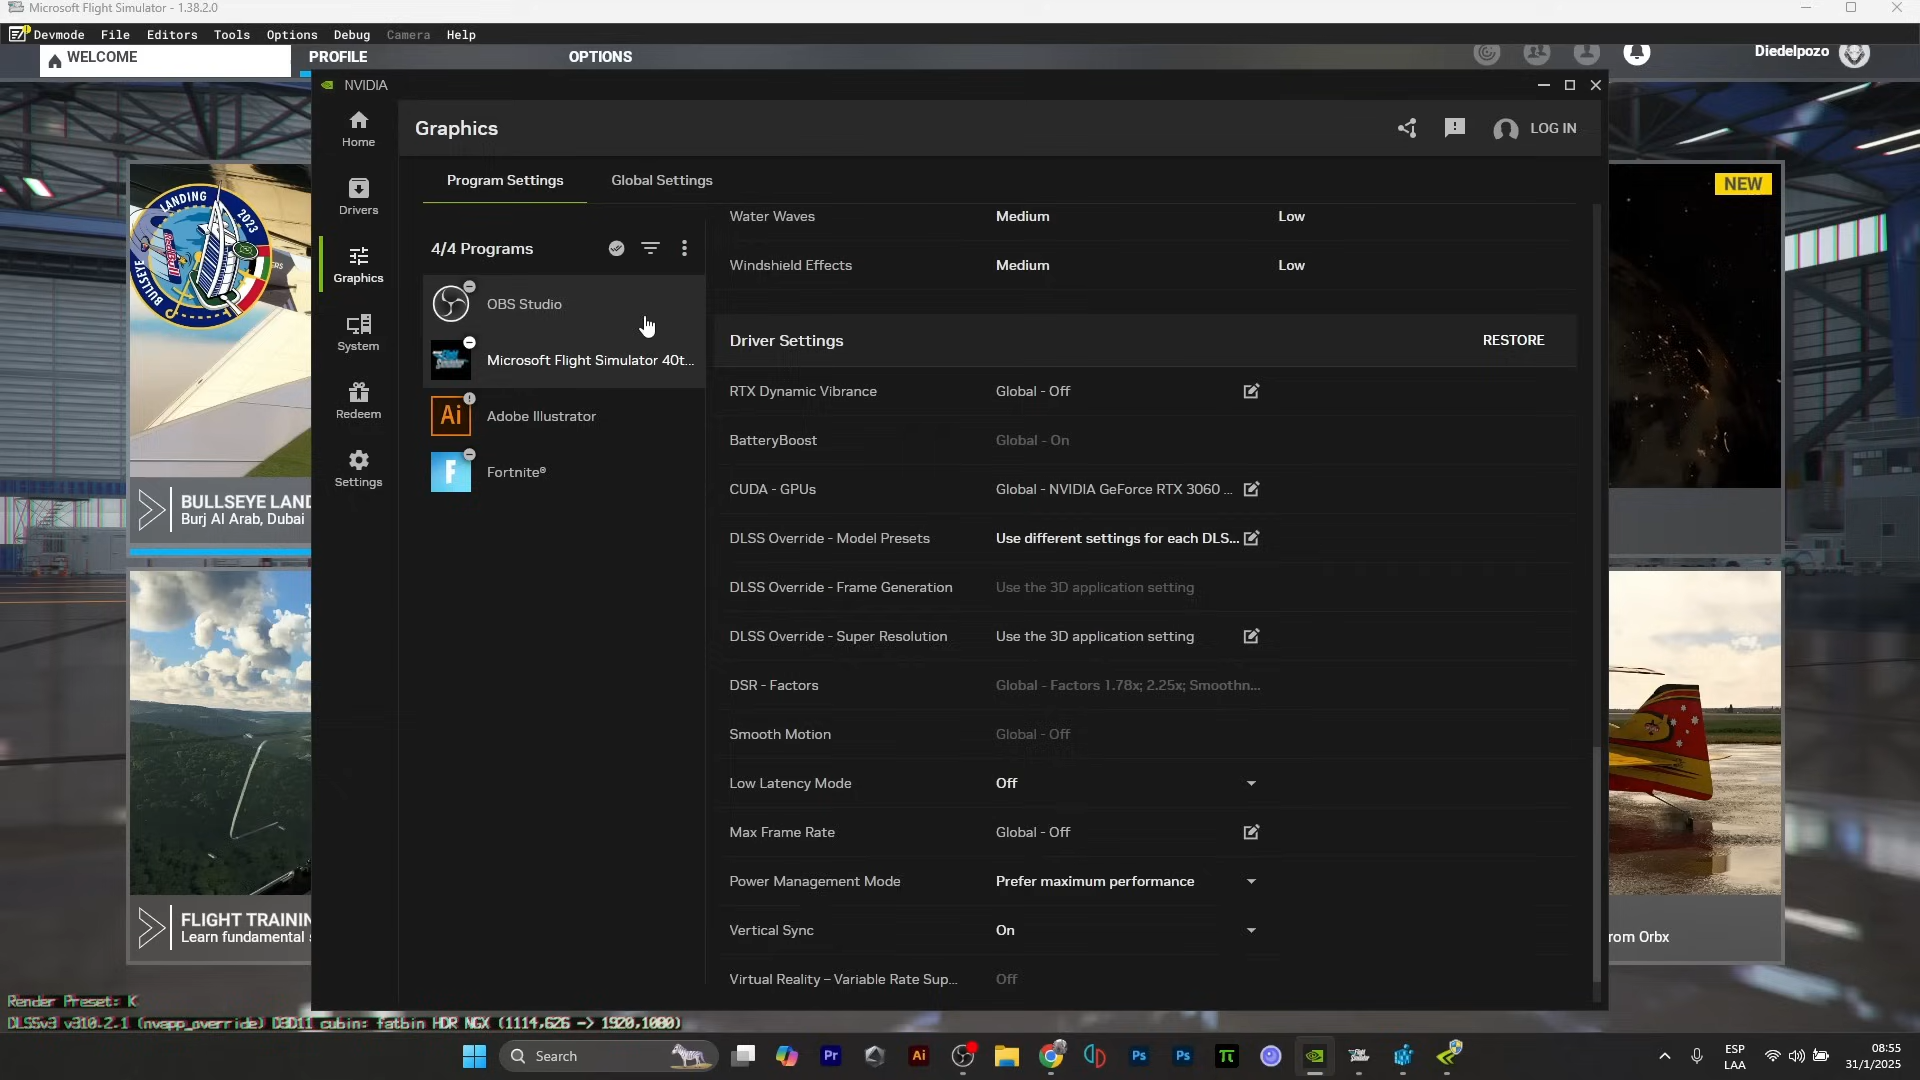 Microsoft Flight Simulator - 1.38.2.0
Devmode File Editors Tools Options Debug Camera Help
WELCOME PROFILE OPTIONS Diedelpozo
NVIDIA
Home
Drivers
Graphics
System
Redeem
Settings
Graphics
LOG IN
Program Settings Global Settings
4/4 Programs
OBS Studio
Microsoft Flight Simulator 40t...
Ai Adobe Illustrator
F Fortnite®
Water Waves Medium Low
Windshield Effects Medium Low
Driver Settings RESTORE
RTX Dynamic Vibrance Global - Off
BatteryBoost Global - On
CUDA - GPUs Global - NVIDIA GeForce RTX 3060 ...
DLSS Override - Model Presets Use different settings for each DLS...
DLSS Override - Frame Generation Use the 3D application setting
DLSS Override - Super Resolution Use the 3D application setting
DSR - Factors Global - Factors 1.78x; 2.25x; Smoothn...
Smooth Motion Global - Off
Low Latency Mode Off
Max Frame Rate Global - Off
Power Management Mode Prefer maximum performance
Vertical Sync On
Virtual Reality – Variable Rate Sup... Off
LANDING 2023
BULLSEYE
BULLSEYE LAND
Burj Al Arab, Dubai
FLIGHT TRAININ
Learn fundamental s
NEW
rom Orbx
Render Preset: K
DLSSv3 v310.2.1 (nvapp_override) D3D11 cubin: fatbin HDR NGX (1114,626 -> 1920,1080)
Search
Pr
Ai
Ps
Ps
π
ESP
LAA
08:55
31/1/2025